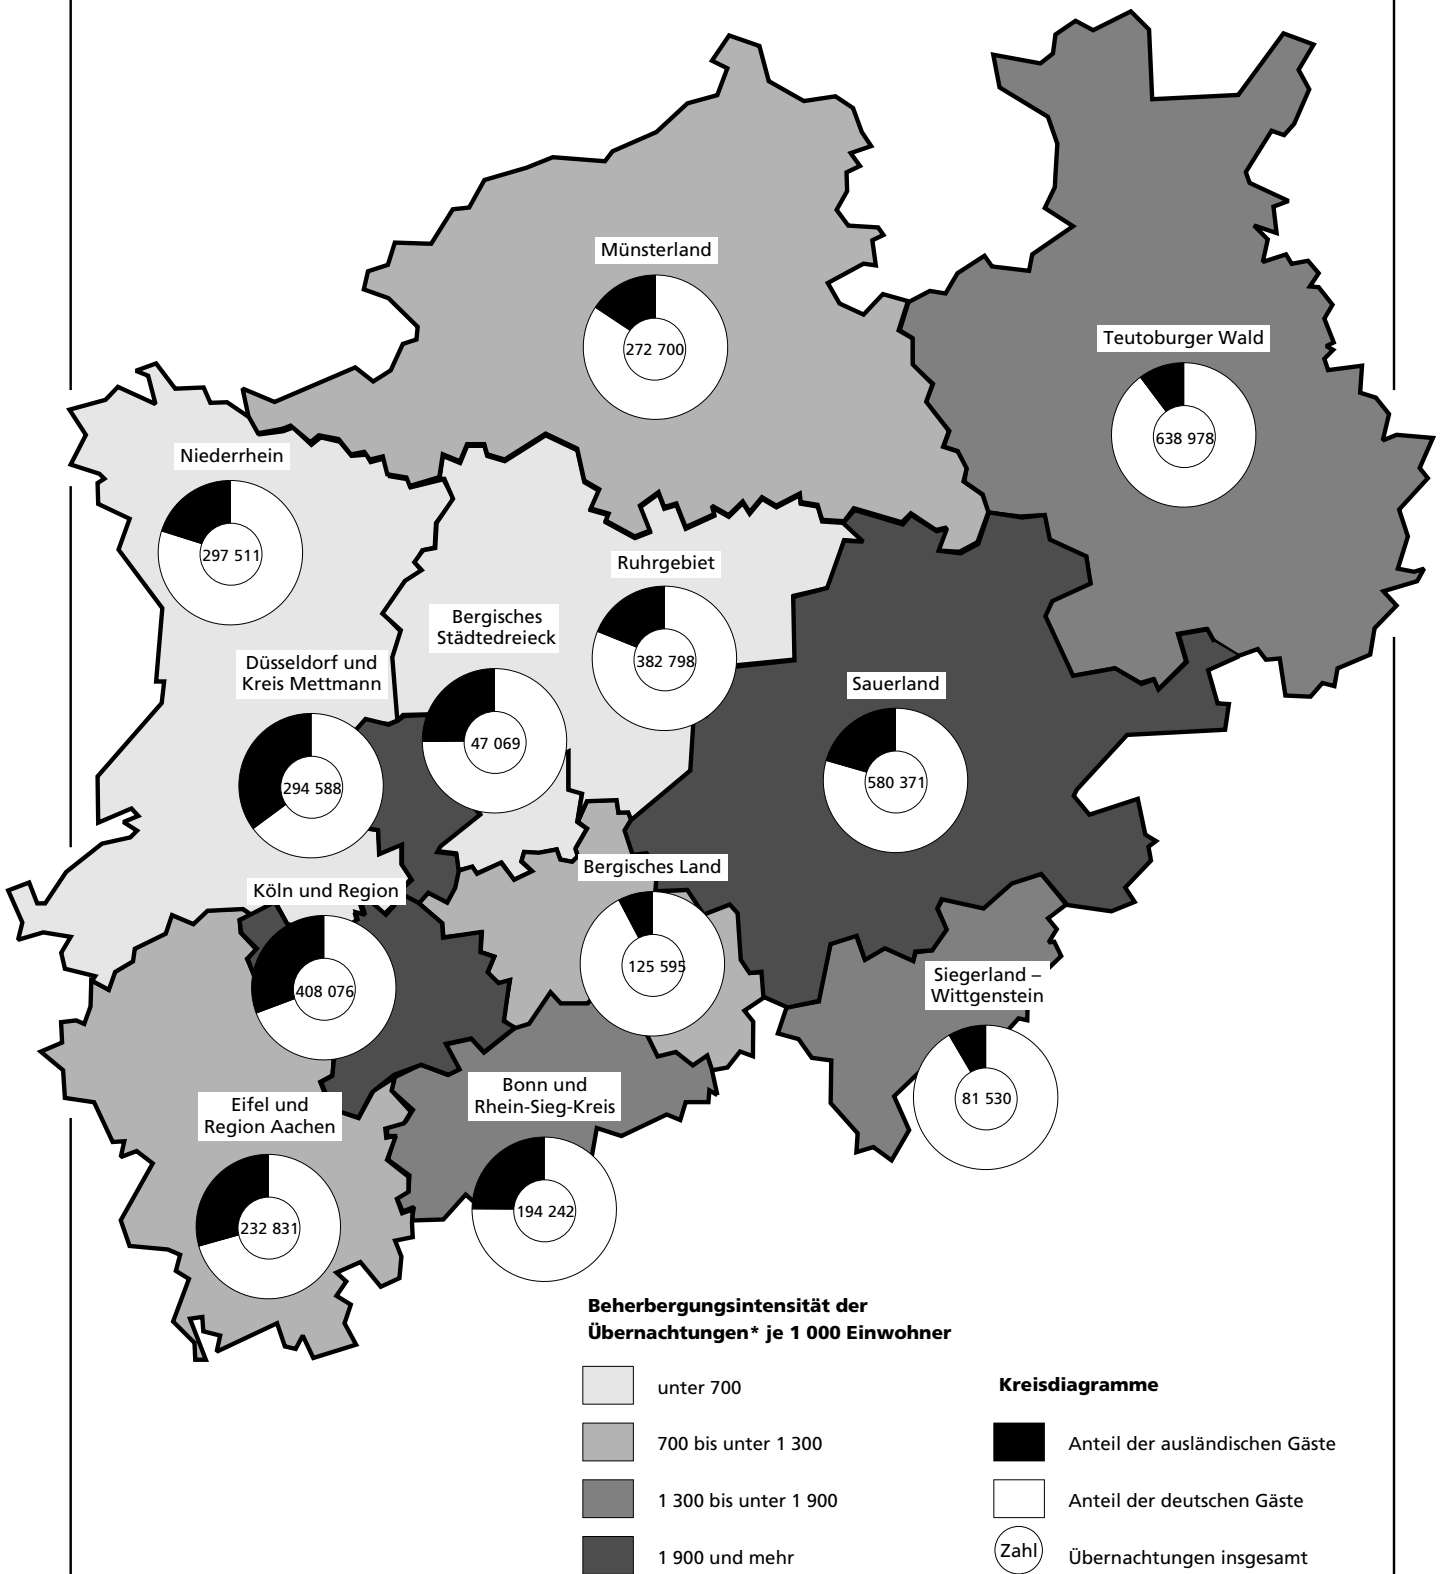 Münsterland
272 700
Teutoburger Wald
638 978
Niederrhein
297 511
Ruhrgebiet
382 798
Bergisches
Städtedreieck
47 069
Düsseldorf und
Kreis Mettmann
294 588
Sauerland
580 371
Bergisches Land
125 595
Köln und Region
408 076
Siegerland –
Wittgenstein
81 530
Bonn und
Rhein-Sieg-Kreis
194 242
Eifel und
Region Aachen
232 831
Beherbergungsintensität der
Übernachtungen* je 1 000 Einwohner
unter 700
700 bis unter 1 300
1 300 bis unter 1 900
1 900 und mehr
Kreisdiagramme
Anteil der ausländischen Gäste
Anteil der deutschen Gäste
Zahl Übernachtungen insgesamt